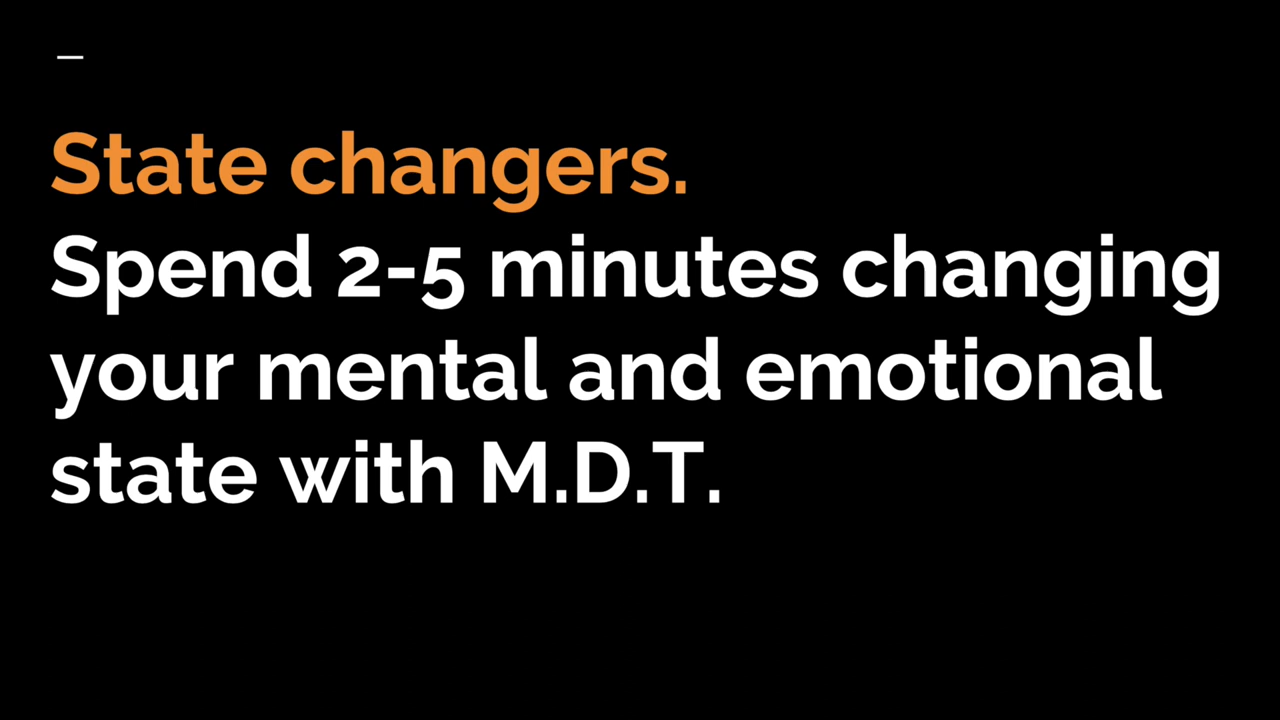 State changers.
Spend 2-5 minutes changing
your mental and emotional
state with M.D.T.